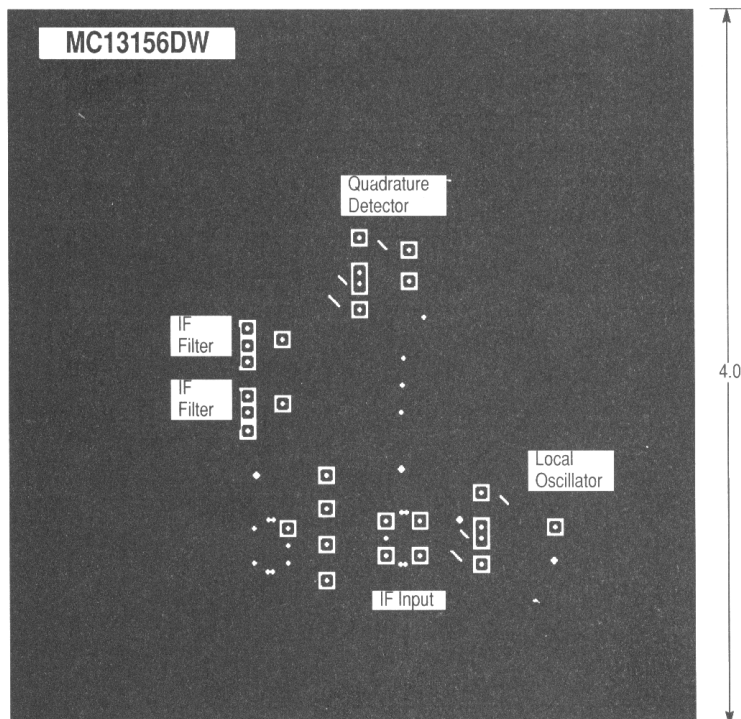 MC13156DW
Quadrature
Detector
IF
Filter
IF
Filter
4.0
Local
Oscillator
IF Input